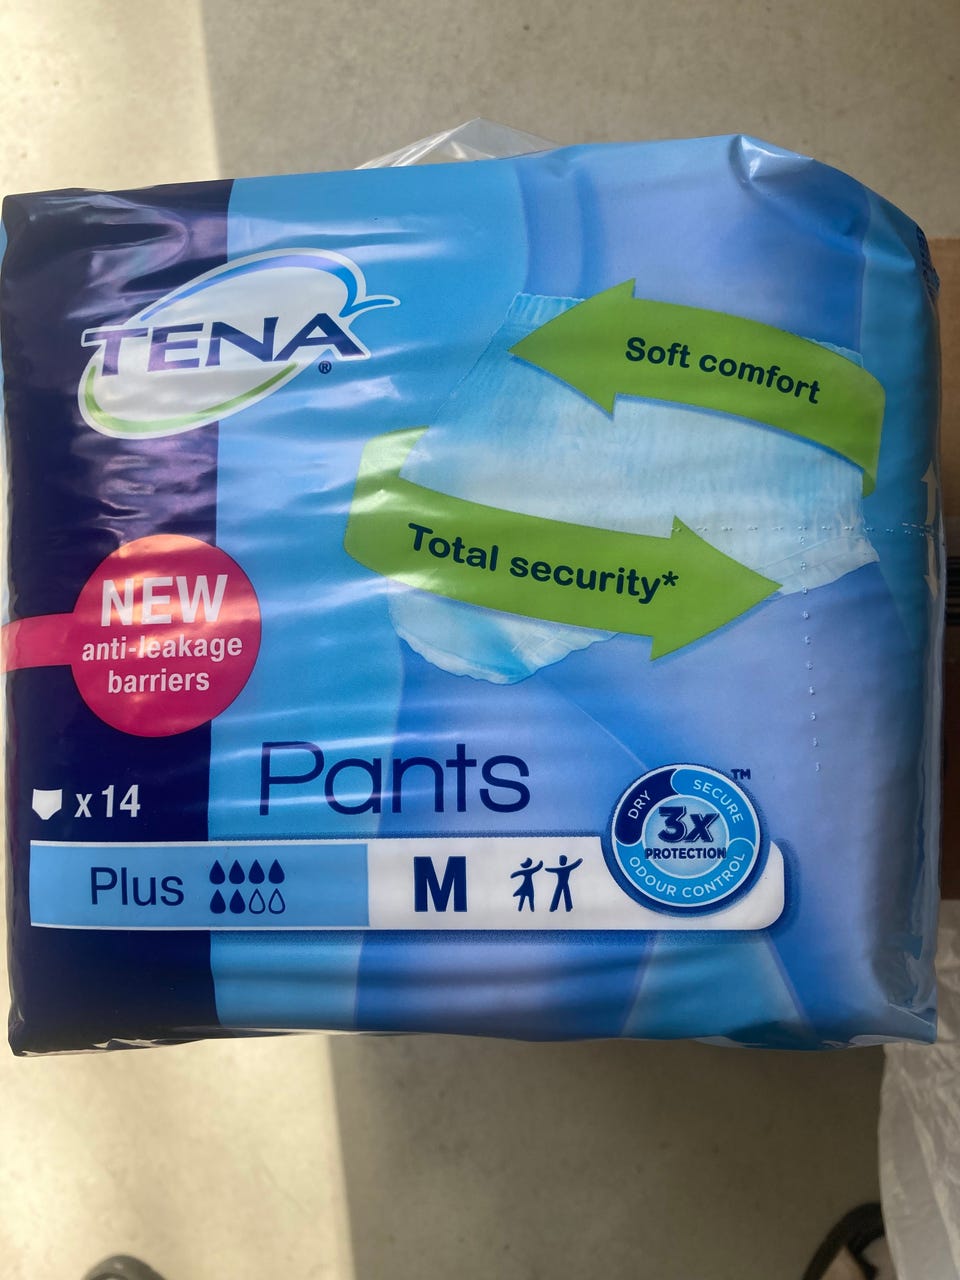 TENA®
Soft comfort
Total security*
NEW
anti-leakage
barriers
Pants
x 14
Plus
M
DRY
SECURE
3x
PROTECTION
ODOUR CONTROL
™